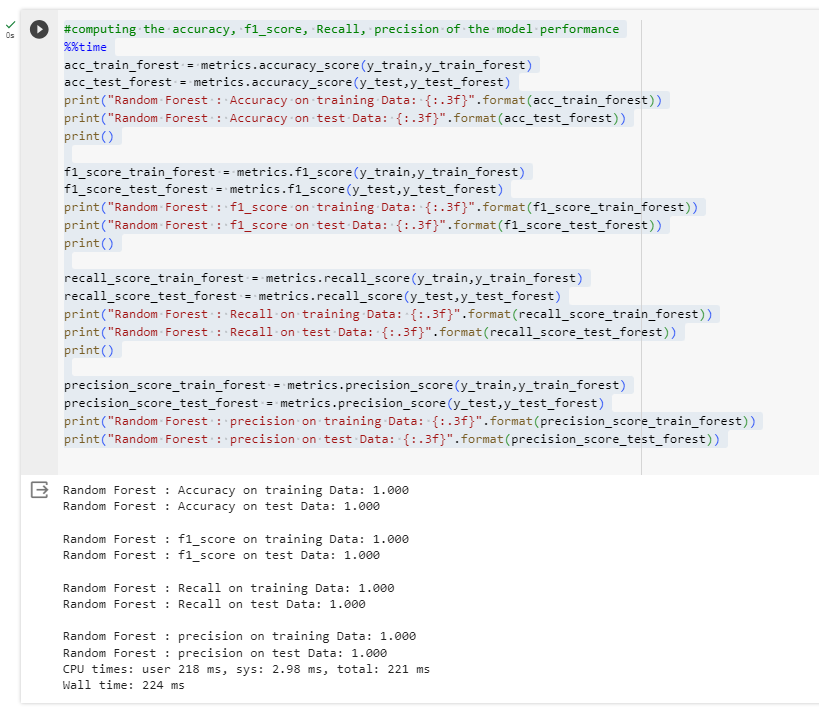 0s
#computing the accuracy, f1_score, Recall, precision of the model performance
%%time
acc_train_forest = metrics.accuracy_score(y_train,y_train_forest)
acc_test_forest = metrics.accuracy_score(y_test,y_test_forest)
print("Random Forest : Accuracy on training Data: {:.3f}".format(acc_train_forest))
print("Random Forest : Accuracy on test Data: {:.3f}".format(acc_test_forest))
print()
f1_score_train_forest = metrics.f1_score(y_train,y_train_forest)
f1_score_test_forest = metrics.f1_score(y_test,y_test_forest)
print("Random Forest : f1_score on training Data: {:.3f}".format(f1_score_train_forest))
print("Random Forest : f1_score on test Data: {:.3f}".format(f1_score_test_forest))
print()
recall_score_train_forest = metrics.recall_score(y_train,y_train_forest)
recall_score_test_forest = metrics.recall_score(y_test,y_test_forest)
print("Random Forest : Recall on training Data: {:.3f}".format(recall_score_train_forest))
print("Random Forest : Recall on test Data: {:.3f}".format(recall_score_test_forest))
print()
precision_score_train_forest = metrics.precision_score(y_train,y_train_forest)
precision_score_test_forest = metrics.precision_score(y_test,y_test_forest)
print("Random Forest : precision on training Data: {:.3f}".format(precision_score_train_forest))
print("Random Forest : precision on test Data: {:.3f}".format(precision_score_test_forest))
Random Forest : Accuracy on training Data: 1.000
Random Forest : Accuracy on test Data: 1.000
Random Forest : f1_score on training Data: 1.000
Random Forest : f1_score on test Data: 1.000
Random Forest : Recall on training Data: 1.000
Random Forest : Recall on test Data: 1.000
Random Forest : precision on training Data: 1.000
Random Forest : precision on test Data: 1.000
CPU times: user 218 ms, sys: 2.98 ms, total: 221 ms
Wall time: 224 ms